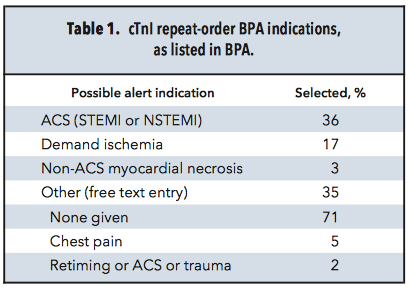 Table 1. cTnI repeat-order BPA indications,
as listed in BPA.
Possible alert indication Selected, %
ACS (STEMI or NSTEMI) 36
Demand ischemia 17
Non-ACS myocardial necrosis 3
Other (free text entry) 35
None given 71
Chest pain 5
Retiming or ACS or trauma 2